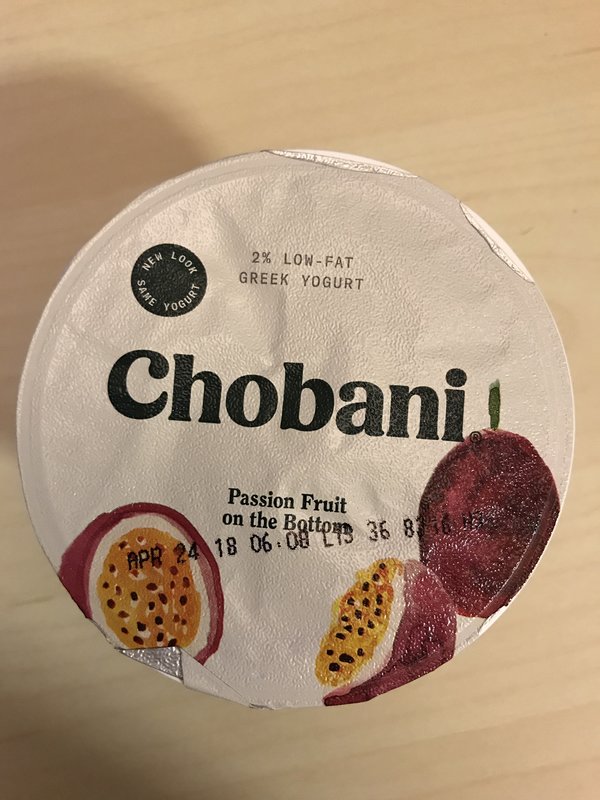 NEW LOOK
SAME YOGURT
2% LOW-FAT
GREEK YOGURT
Chobani®
Passion Fruit
on the Bottom
APR 24 18 06:08 36